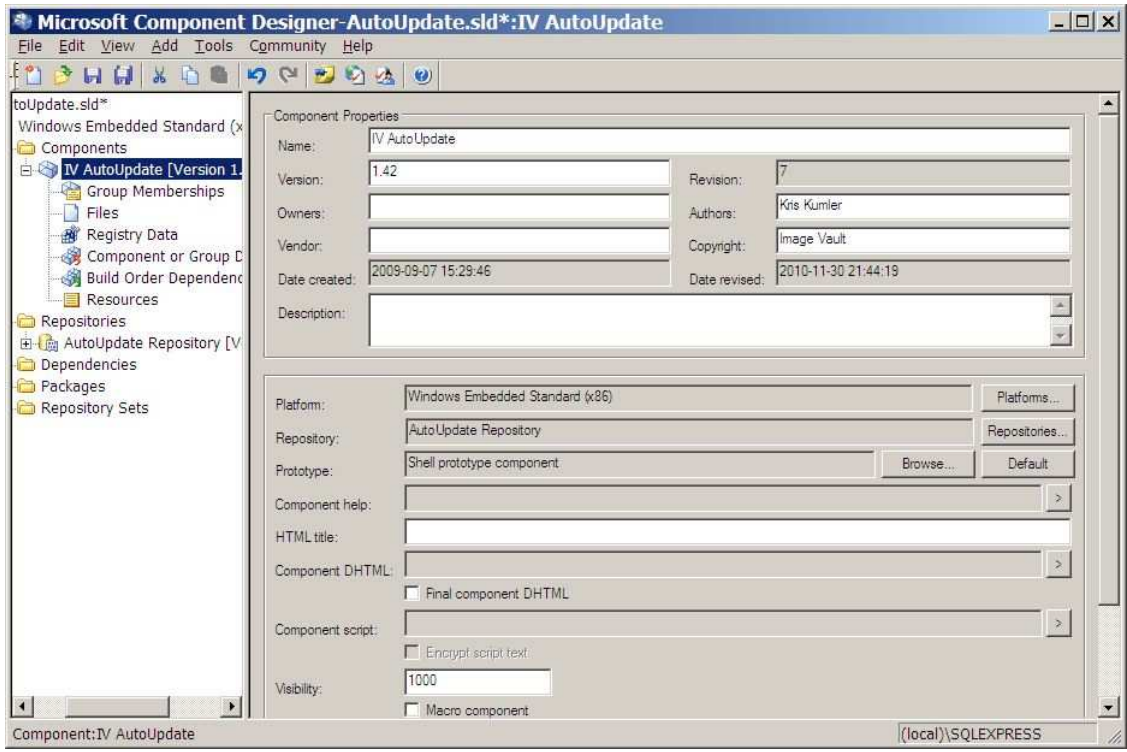 Microsoft Component Designer-AutoUpdate.sld*:IV AutoUpdate
File Edit View Add Tools Community Help
toUpdate.sld*
Windows Embedded Standard (x
Components
IV AutoUpdate [Version 1.
Group Memberships
Files
Registry Data
Component or Group D
Build Order Dependenc
Resources
Repositories
AutoUpdate Repository [V
Dependencies
Packages
Repository Sets
Component Properties
Name: IV AutoUpdate
Version: 1.42 Revision: 7
Owners: Authors: Kris Kumler
Vendor: Copyright: Image Vault
Date created: 2009-09-07 15:29:46 Date revised: 2010-11-30 21:44:19
Description:
Platform: Windows Embedded Standard (x86) Platforms...
Repository: AutoUpdate Repository Repositories...
Prototype: Shell prototype component Browse... Default
Component help: >
HTML title:
Component DHTML: >
Final component DHTML
Component script: >
Encrypt script text
Visibility: 1000
Macro component
Component:IV AutoUpdate (local)\SQLEXPRESS